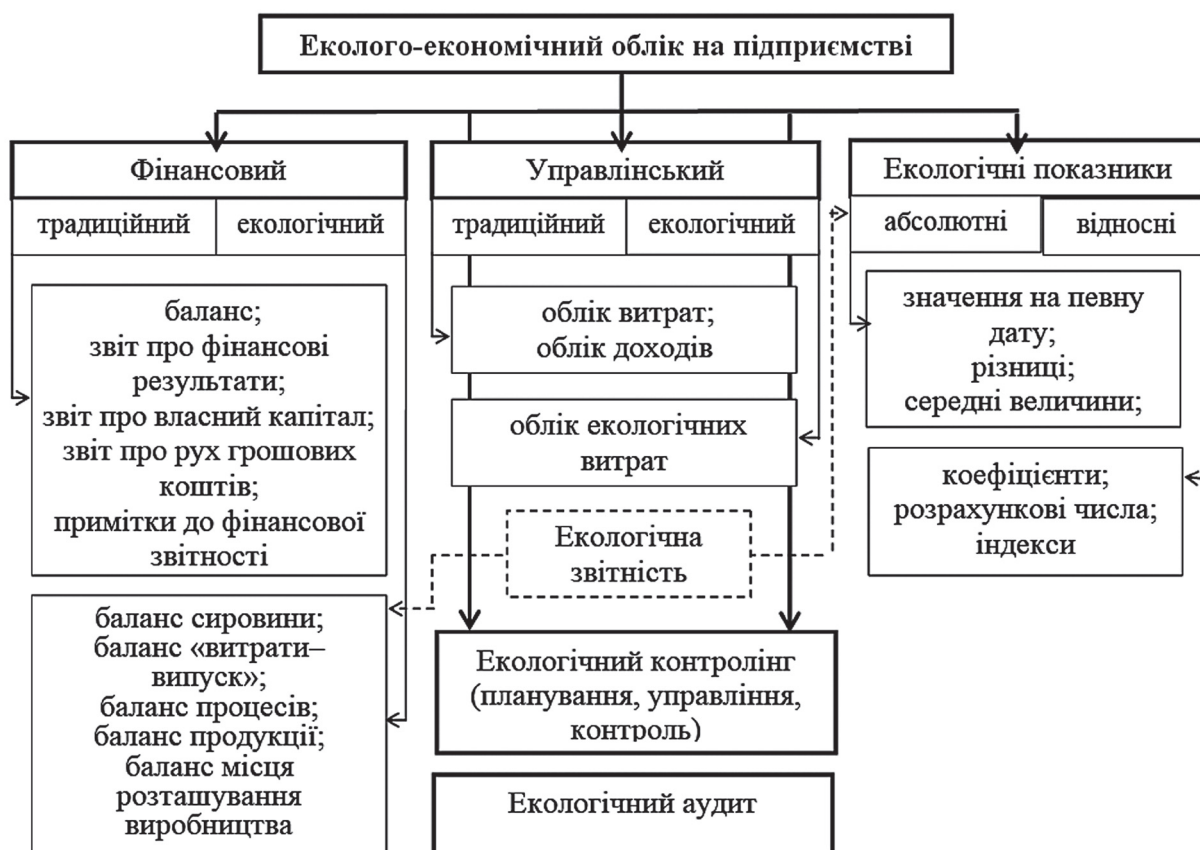 Еколого-економічний облік на підприємстві
Фінансовий
традиційний
екологічний
баланс;
звіт про фінансові
результати;
звіт про власний капітал;
звіт про рух грошових
коштів;
примітки до фінансової
звітності
баланс сировини;
баланс «витрати–
випуск»;
баланс процесів;
баланс продукції;
баланс місця
розташування
виробництва
Управлінський
традиційний
екологічний
облік витрат;
облік доходів
облік екологічних
витрат
Екологічна
звітність
Екологічний контролінг
(планування, управління,
контроль)
Екологічний аудит
Екологічні показники
абсолютні
відносні
значення на певну
дату;
різниці;
середні величини;
коефіцієнти;
розрахункові числа;
індекси